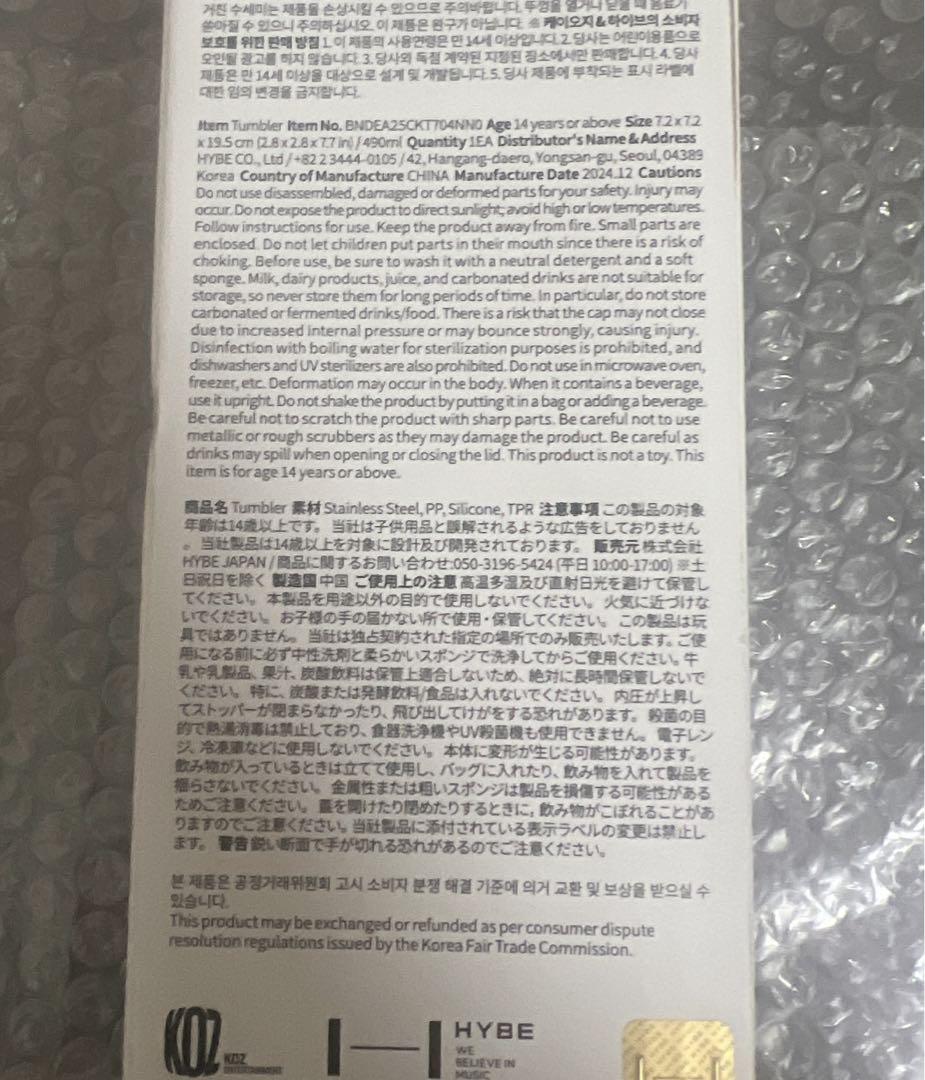 거친 수세미는 제품을 손상시킬 수 있으므로 주의바랍니다. 뚜껑을 열거나 닫을 때 음료가
쏟아질 수 있으니 주의하십시오. 이 제품은 완구가 아닙니다. ※ 케이오지 & 하이브의 소비자
보호를 위한 판매 방침 1. 이 제품의 사용연령은 만 14세 이상입니다. 2. 당사는 어린이용품으로
오인될 광고를 하지 않습니다. 3. 당사와 독점 계약된 지정된 장소에서만 판매합니다. 4. 당사
제품은 만 14세 이상을 대상으로 설계 및 개발됩니다. 5. 당사 제품에 부착되는 표시 라벨에
대한 임의 변경을 금지합니다.
Item Tumbler Item No. BNDEA25CKT704NN0 Age 14 years or above Size 7.2 x 7.2
x 19.5 cm (2.8 x 2.8 x 7.7 in) / 490ml Quantity 1EA Distributor's Name & Address
HYBE CO., Ltd / +82 2 3444-0105 / 42, Hangang-daero, Yongsan-gu, Seoul, 04389
Korea Country of Manufacture CHINA Manufacture Date 2024.12 Cautions
Do not use disassembled, damaged or deformed parts for your safety. Injury may
occur. Do not expose the product to direct sunlight; avoid high or low temperatures.
Follow instructions for use. Keep the product away from fire. Small parts are
enclosed. Do not let children put parts in their mouth since there is a risk of
choking. Before use, be sure to wash it with a neutral detergent and a soft
sponge. Milk, dairy products, juice, and carbonated drinks are not suitable for
storage, so never store them for long periods of time. In particular, do not store
carbonated or fermented drinks/food. There is a risk that the cap may not close
due to increased internal pressure or may bounce strongly, causing injury.
Disinfection with boiling water for sterilization purposes is prohibited, and
dishwashers and UV sterilizers are also prohibited. Do not use in microwave oven,
freezer, etc. Deformation may occur in the body. When it contains a beverage,
use it upright. Do not shake the product by putting it in a bag or adding a beverage.
Be careful not to scratch the product with sharp parts. Be careful not to use
metallic or rough scrubbers as they may damage the product. Be careful as
drinks may spill when opening or closing the lid. This product is not a toy. This
item is for age 14 years or above.
商品名 Tumbler 素材 Stainless Steel, PP, Silicone, TPR 注意事項 この製品の対象
年齢は14歳以上です。 当社は子供用品と誤解されるような広告をしておりません
。 当社製品は14歳以上を対象に設計及び開発されております。 販売元 株式会社
HYBE JAPAN / 商品に関するお問い合わせ:050-3196-5424 (平日 10:00-17:00) ※土
日祝日を除く 製造国 中国 ご使用上の注意 高温多湿及び直射日光を避けて保管し
てください。 本製品を用途以外の目的で使用しないでください。 火気に近づけな
いでください。 お子様の手の届かない所で使用・保管してください。 この製品は玩
具ではありません。 当社は独占契約された指定の場所でのみ販売いたします。ご使
用になる前に必ず中性洗剤と柔らかいスポンジで洗浄してからご使用ください。牛
乳や乳製品、果汁、炭酸飲料は保管上適合しないため、絶対に長時間保管しないで
ください。 特に、炭酸または発酵飲料/食品は入れないでください。 内圧が上昇し
てストッパーが閉まらなかったり、飛び出してけがをする恐れがあります。 殺菌の目
的で熱湯消毒は禁止しており、食器洗浄機やUV殺菌機も使用できません。 電子レン
ジ、冷凍庫などに使用しないでください。 本体に変形が生じる可能性があります。
飲み物が入っているときは立てて使用し、バッグに入れたり、飲み物を入れて製品を
揺らさないでください。 金属性または粗いスポンジは製品を損傷する可能性がある
ためご注意ください。 蓋を開けたり閉めたりするときに、飲み物がこぼれることがあ
りますのでご注意ください。当社製品に添付されている表示ラベルの変更は禁止し
ます。 警告 鋭い断面で手が切れる恐れがあるのでご注意ください。
본 제품은 공정거래위원회 고시 소비자 분쟁 해결 기준에 의거 교환 및 보상을 받으실 수
있습니다.
This product may be exchanged or refunded as per consumer dispute
resolution regulations issued by the Korea Fair Trade Commission.
KOZ KOZ
ENTERTAINMENT
HYBE
WE
BELIEVE IN
MUSIC